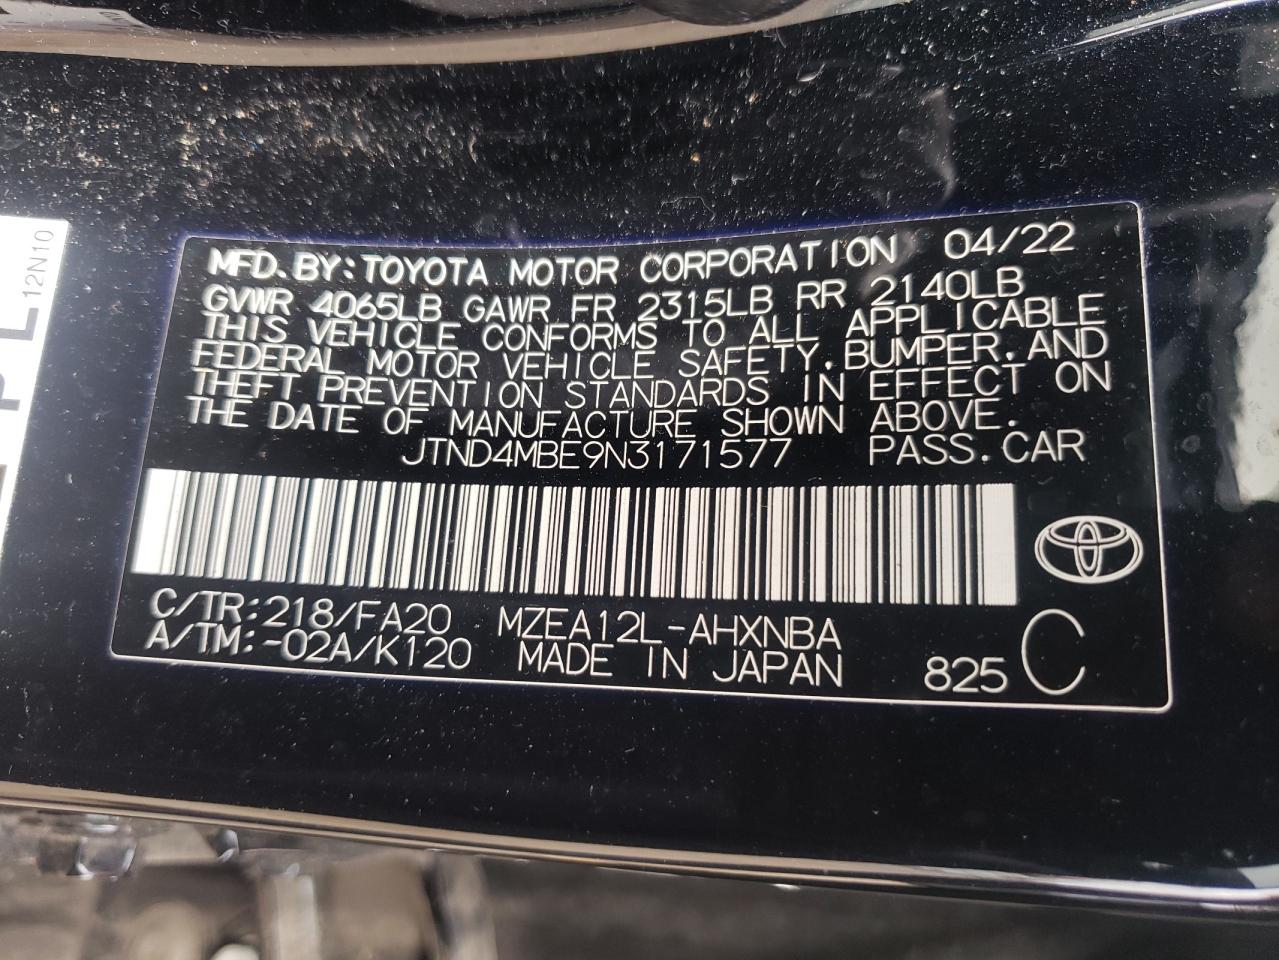 MFD.BY:TOYOTA MOTOR CORPORATION 04/22
GVWR 4065LB GAWR FR 2315LB RR 2140LB
THIS VEHICLE CONFORMS TO ALL APPLICABLE
FEDERAL MOTOR VEHICLE SAFETY,BUMPER,AND
THEFT PREVENTION STANDARDS IN EFFECT ON
THE DATE OF MANUFACTURE SHOWN ABOVE.
JTND4MBE9N3171577 PASS.CAR
C/TR:218/FA20 MZEA12L-AHXNBA
A/TM:-02A/K120 MADE IN JAPAN 825 C
12N10